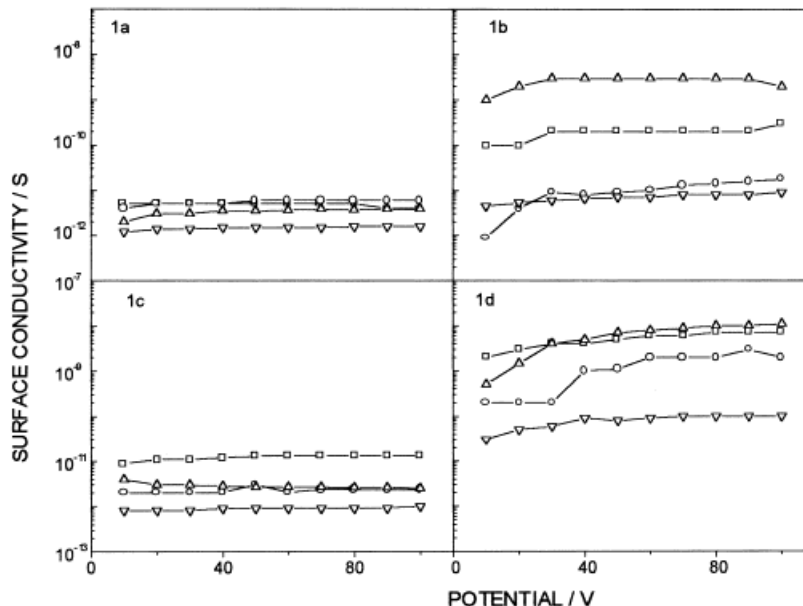 1a
1b
10^-8
10^-10
10^-12
10^-7
1c
1d
10^-9
10^-11
10^-13
0
40
80
0
40
80
SURFACE CONDUCTIVITY / S
POTENTIAL / V